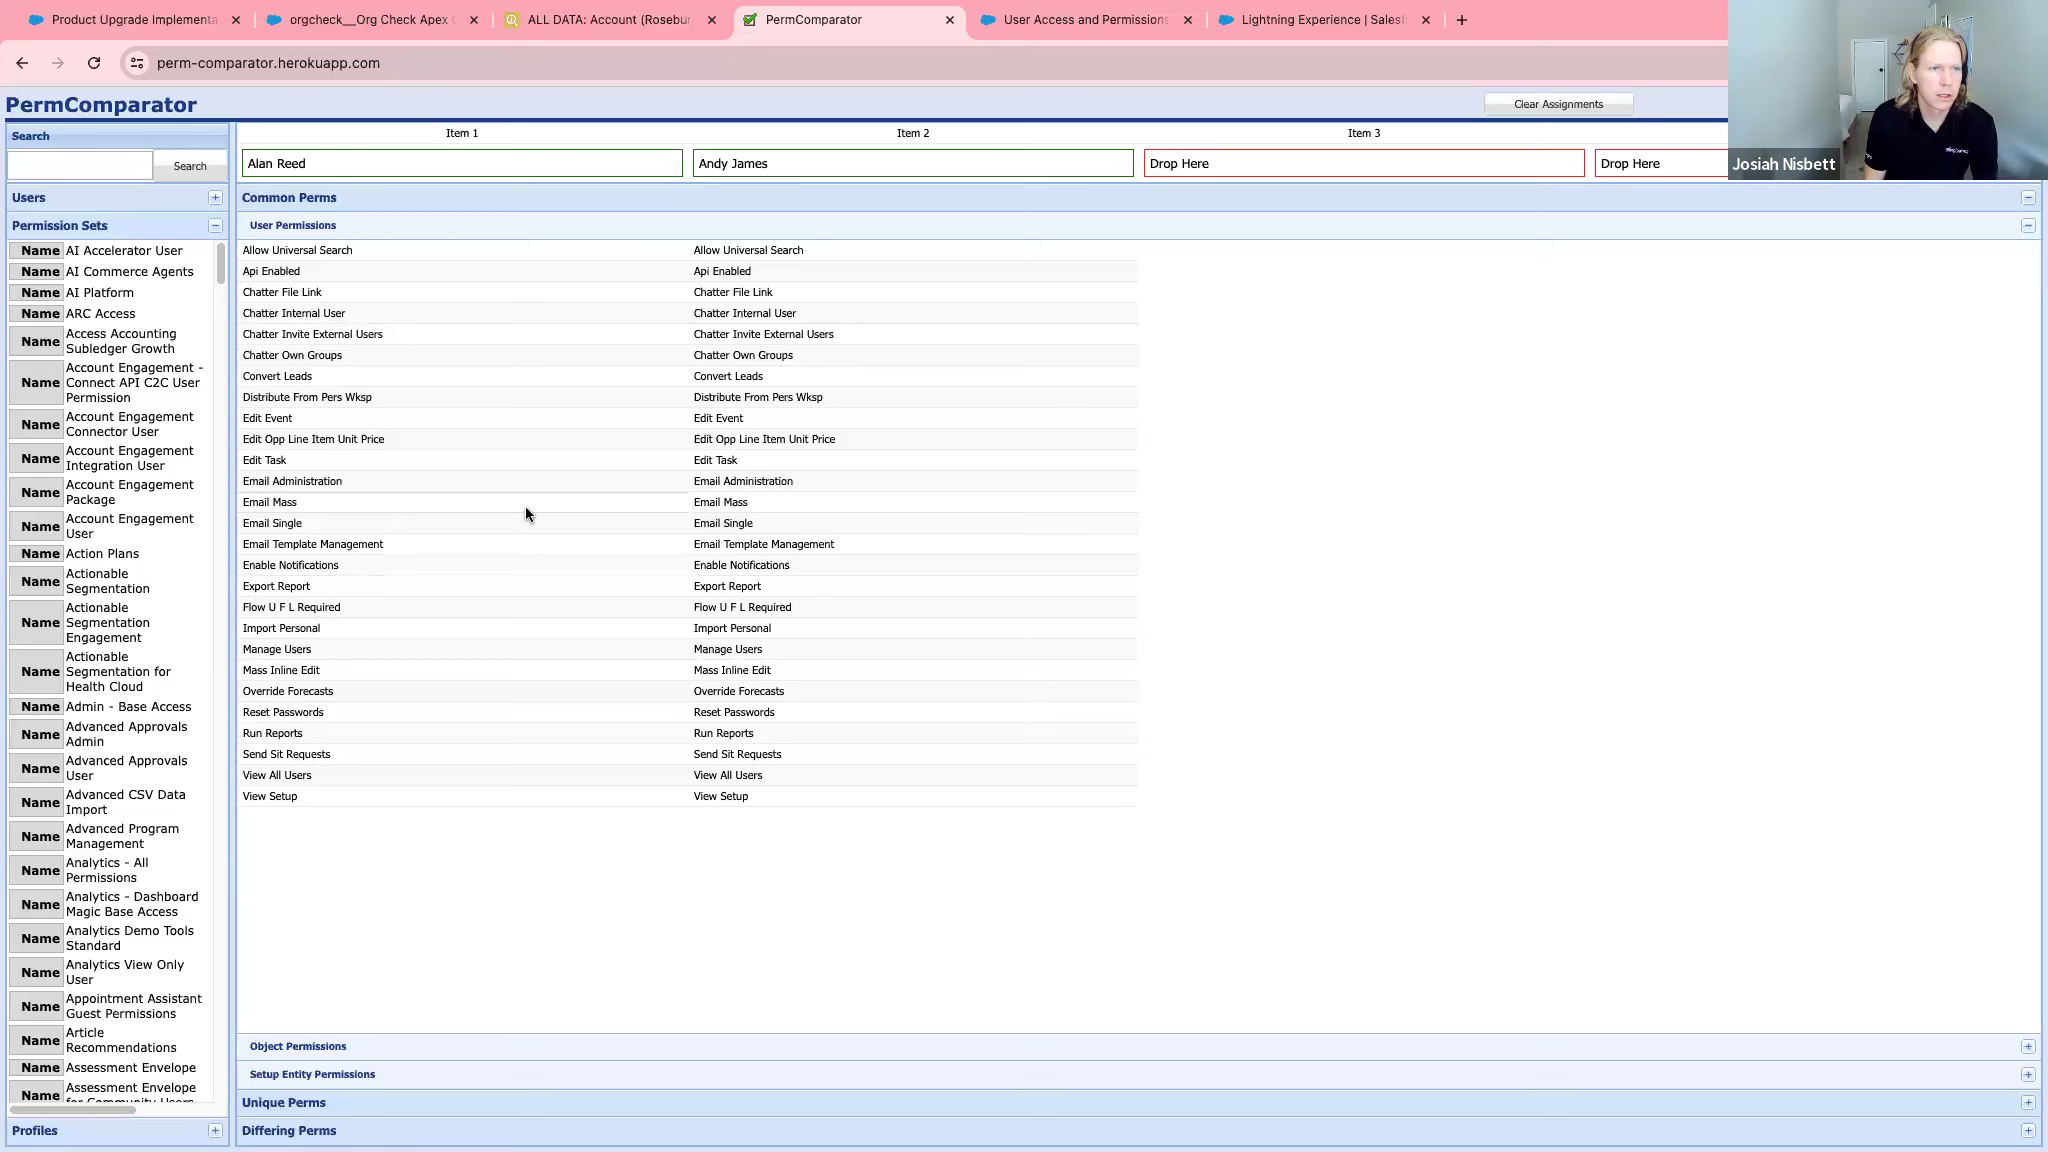 Product Upgrade Implementa
orgcheck__Org Check Apex
ALL DATA: Account (Rosebur
PermComparator
User Access and Permissions
Lightning Experience | Salesf
perm-comparator.herokuapp.com
PermComparator
Clear Assignments
Search
Search
Users
Permission Sets
Name AI Accelerator User
Name AI Commerce Agents
Name AI Platform
Name ARC Access
Name Access Accounting
Subledger Growth
Name Account Engagement -
Connect API C2C User
Permission
Name Account Engagement
Connector User
Name Account Engagement
Integration User
Name Account Engagement
Package
Name Account Engagement
User
Name Action Plans
Name Actionable
Segmentation
Name Actionable
Segmentation
Engagement
Name Actionable
Segmentation for
Health Cloud
Name Admin - Base Access
Name Advanced Approvals
Admin
Name Advanced Approvals
User
Name Advanced CSV Data
Import
Name Advanced Program
Management
Name Analytics - All
Permissions
Name Analytics - Dashboard
Magic Base Access
Name Analytics Demo Tools
Standard
Name Analytics View Only
User
Name Appointment Assistant
Guest Permissions
Name Article
Recommendations
Name Assessment Envelope
Name Assessment Envelope
for Community Users
Profiles
Item 1 Item 2 Item 3
Alan Reed Andy James Drop Here Drop Here
Josiah Nisbett
Common Perms
User Permissions
Allow Universal Search Allow Universal Search
Api Enabled Api Enabled
Chatter File Link Chatter File Link
Chatter Internal User Chatter Internal User
Chatter Invite External Users Chatter Invite External Users
Chatter Own Groups Chatter Own Groups
Convert Leads Convert Leads
Distribute From Pers Wksp Distribute From Pers Wksp
Edit Event Edit Event
Edit Opp Line Item Unit Price Edit Opp Line Item Unit Price
Edit Task Edit Task
Email Administration Email Administration
Email Mass Email Mass
Email Single Email Single
Email Template Management Email Template Management
Enable Notifications Enable Notifications
Export Report Export Report
Flow U F L Required Flow U F L Required
Import Personal Import Personal
Manage Users Manage Users
Mass Inline Edit Mass Inline Edit
Override Forecasts Override Forecasts
Reset Passwords Reset Passwords
Run Reports Run Reports
Send Sit Requests Send Sit Requests
View All Users View All Users
View Setup View Setup
Object Permissions
Setup Entity Permissions
Unique Perms
Differing Perms